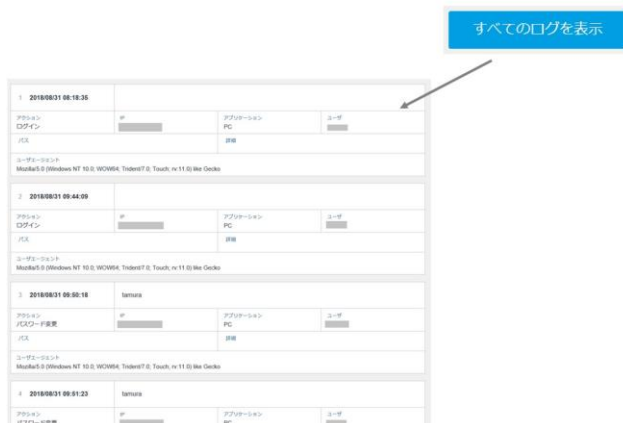 すべてのログを表示
1 2018/08/31 08:18:35
アクション IP アプリケーション ユーザ
ログイン PC
パス 詳細
ユーザエージェント
Mozilla/5.0 (Windows NT 10.0; WOW64; Trident/7.0; Touch; rv:11.0) like Gecko
2 2018/08/31 09:44:09
アクション IP アプリケーション ユーザ
ログイン PC
パス 詳細
ユーザエージェント
Mozilla/5.0 (Windows NT 10.0; WOW64; Trident/7.0; Touch; rv:11.0) like Gecko
3 2018/08/31 09:50:18 tamura
アクション IP アプリケーション ユーザ
パスワード変更 PC
パス 詳細
ユーザエージェント
Mozilla/5.0 (Windows NT 10.0; WOW64; Trident/7.0; Touch; rv:11.0) like Gecko
4 2018/08/31 09:51:23 tamura
アクション IP アプリケーション ユーザ
パスワード変更 PC